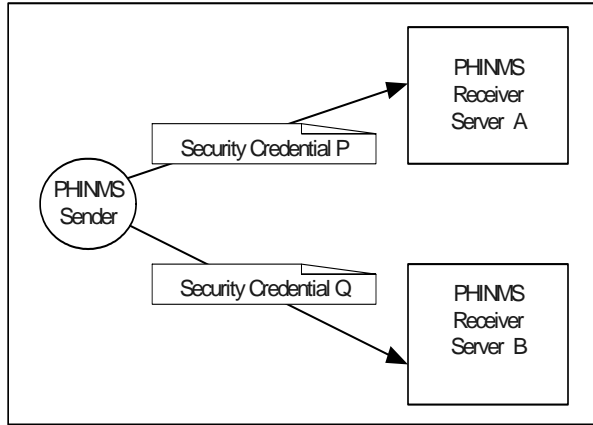 PHINMS
Receiver
Server A
Security Credential P
PHINMS
Sender
Security Credential Q
PHINMS
Receiver
Server B